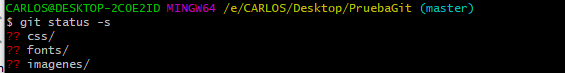 CARLOS@DESKTOP-2C0E2ID MINGW64 /e/CARLOS/Desktop/PruebaGit (master)
$ git status -s
?? css/
?? fonts/
?? imagenes/